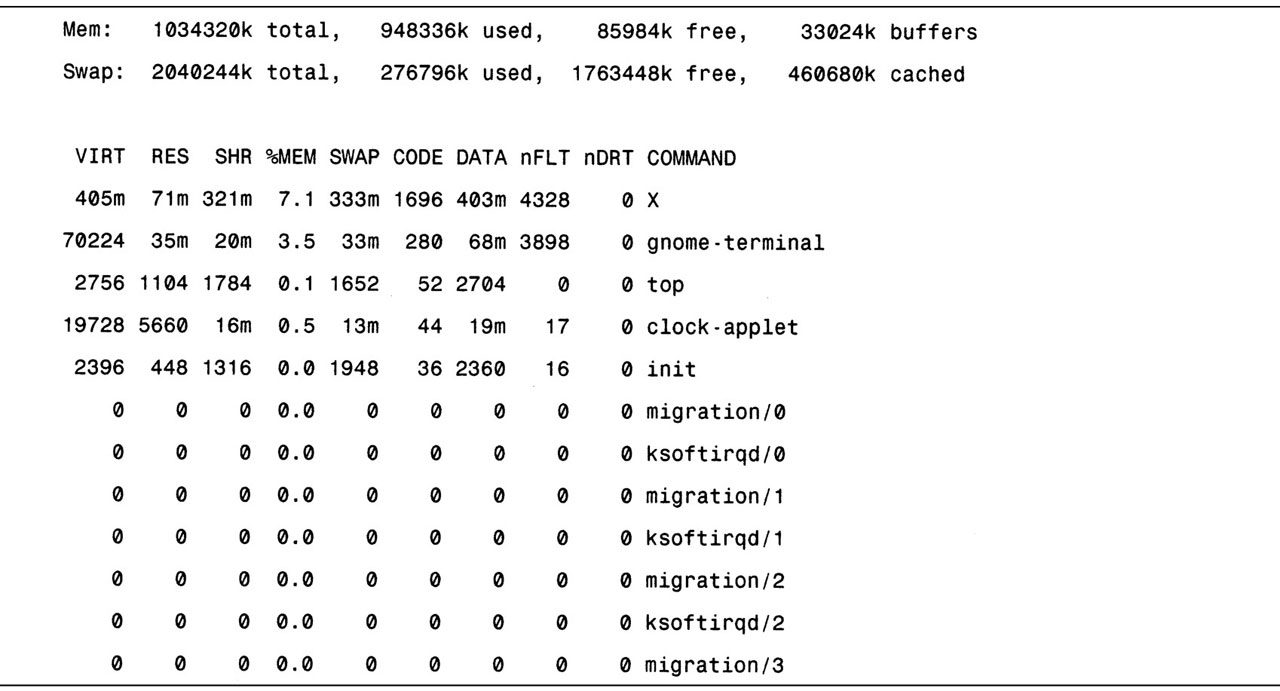 Mem:   1034320k total,   948336k used,    85984k free,    33024k buffers
Swap:  2040244k total,   276796k used,  1763448k free,   460680k cached
 VIRT  RES  SHR %MEM SWAP CODE DATA nFLT nDRT COMMAND
 405m  71m 321m  7.1 333m 1696 403m 4328    0 X
70224  35m  20m  3.5  33m  280  68m 3898    0 gnome-terminal
 2756 1104 1784  0.1 1652   52 2704    0    0 top
19728 5660  16m  0.5  13m   44  19m   17    0 clock-applet
 2396  448 1316  0.0 1948   36 2360   16    0 init
    0    0    0  0.0    0    0    0    0    0 migration/0
    0    0    0  0.0    0    0    0    0    0 ksoftirqd/0
    0    0    0  0.0    0    0    0    0    0 migration/1
    0    0    0  0.0    0    0    0    0    0 ksoftirqd/1
    0    0    0  0.0    0    0    0    0    0 migration/2
    0    0    0  0.0    0    0    0    0    0 ksoftirqd/2
    0    0    0  0.0    0    0    0    0    0 migration/3